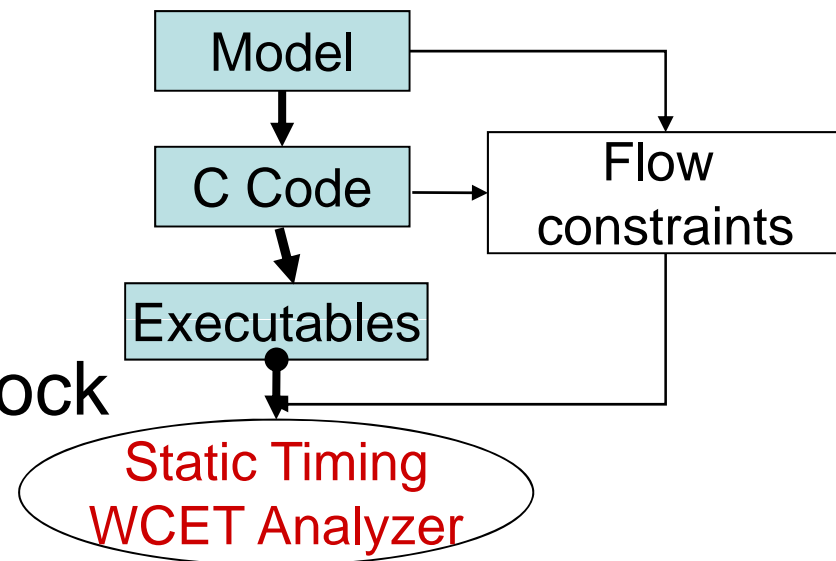 Model
C Code
Flow
constraints
Executables
ock
Static Timing
WCET Analyzer